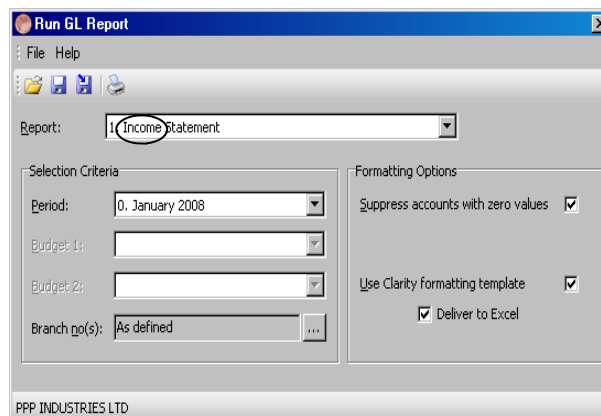 Run GL Report
File Help
Report: 1. Income Statement
Selection Criteria
Period: 0. January 2008
Budget 1:
Budget 2:
Branch no(s): As defined ...
Formatting Options
Suppress accounts with zero values
Use Clarity formatting template
Deliver to Excel
PPP INDUSTRIES LTD